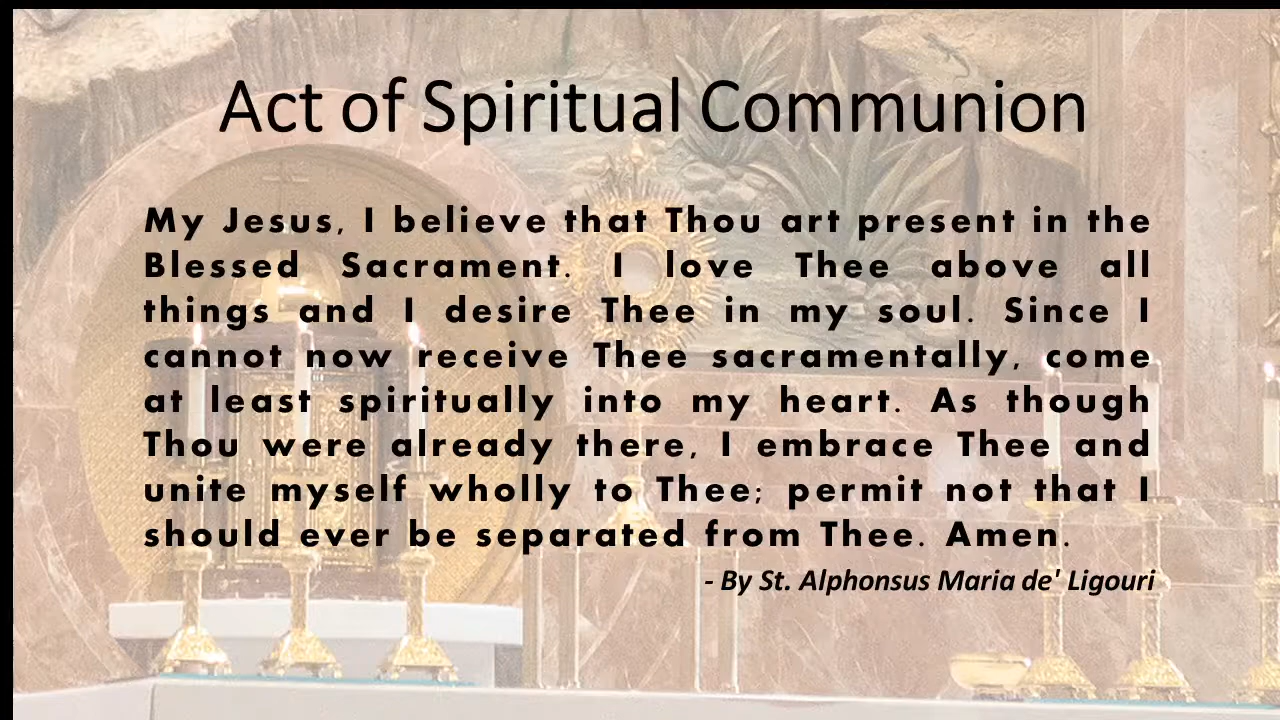 Act of Spiritual Communion
My Jesus, I believe that Thou art present in the
Blessed Sacrament. I love Thee above all
things and I desire Thee in my soul. Since I
cannot now receive Thee sacramentally, come
at least spiritually into my heart. As though
Thou were already there, I embrace Thee and
unite myself wholly to Thee; permit not that I
should ever be separated from Thee. Amen.
- By St. Alphonsus Maria de' Ligouri